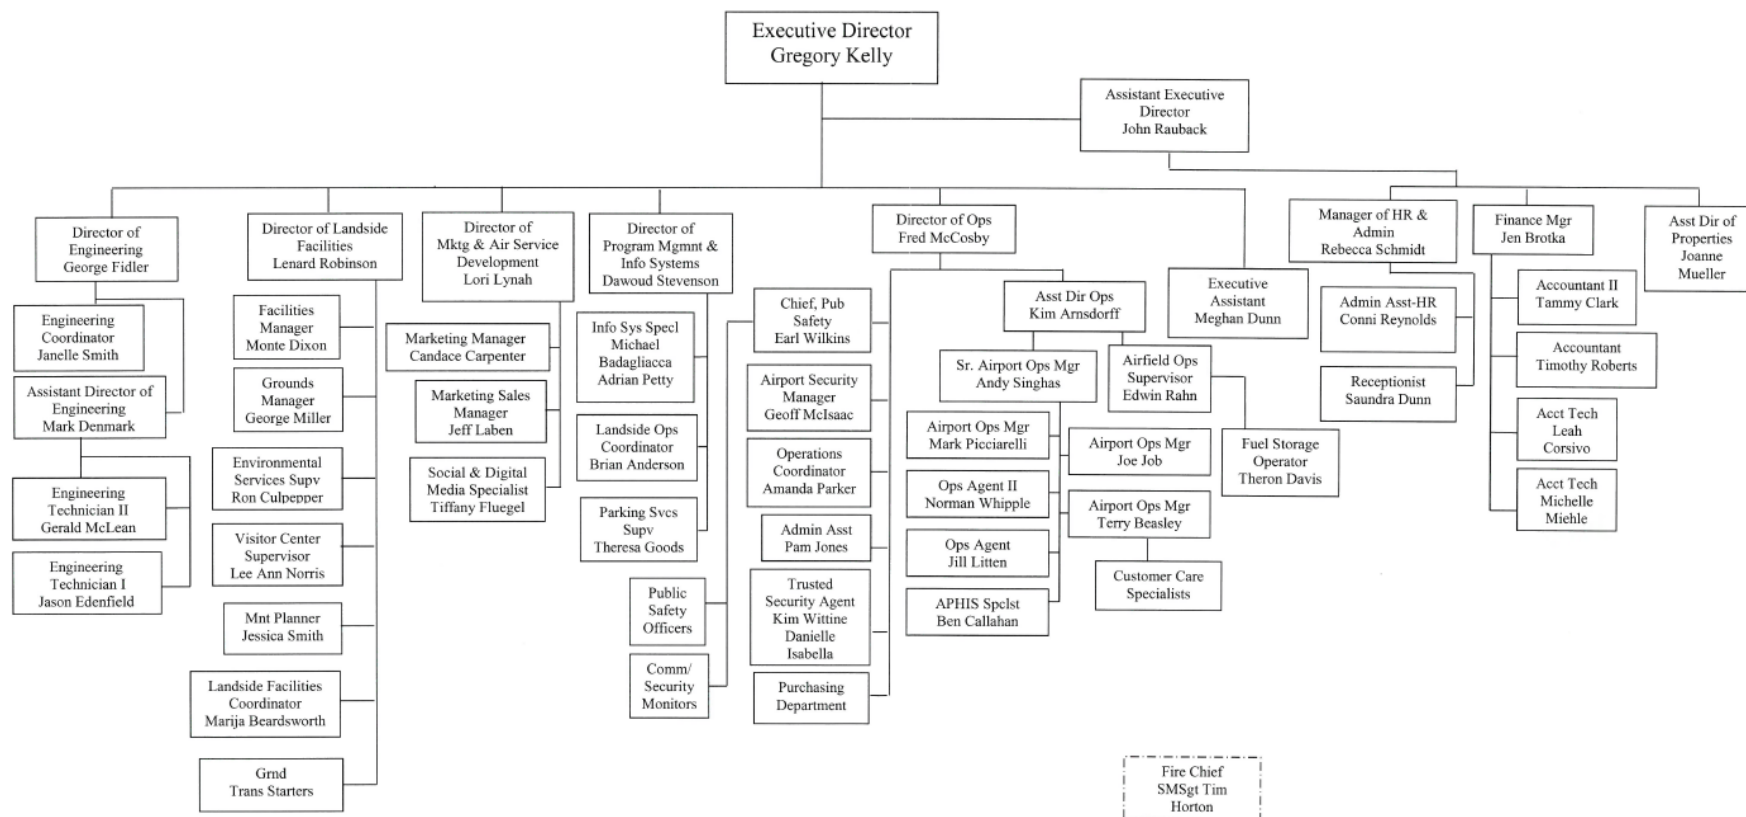 Executive Director
Gregory Kelly
Assistant Executive
Director
John Rauback
Director of
Engineering
George Fidler
Engineering
Coordinator
Janelle Smith
Assistant Director of
Engineering
Mark Denmark
Engineering
Technician II
Gerald McLean
Engineering
Technician I
Jason Edenfield
Director of Landside
Facilities
Lenard Robinson
Facilities
Manager
Monte Dixon
Grounds
Manager
George Miller
Environmental
Services Supv
Ron Culpepper
Visitor Center
Supervisor
Lee Ann Norris
Mnt Planner
Jessica Smith
Landside Facilities
Coordinator
Marija Beardsworth
Grnd
Trans Starters
Director of
Mktg & Air Service
Development
Lori Lynah
Marketing Manager
Candace Carpenter
Marketing Sales
Manager
Jeff Laben
Social & Digital
Media Specialist
Tiffany Fluegel
Director of
Program Mgmnt &
Info Systems
Dawoud Stevenson
Info Sys Specl
Michael
Badagliacca
Adrian Petty
Landside Ops
Coordinator
Brian Anderson
Parking Svcs
Supv
Theresa Goods
Director of Ops
Fred McCosby
Chief, Pub
Safety
Earl Wilkins
Public
Safety
Officers
Comm/
Security
Monitors
Airport Security
Manager
Geoff McIsaac
Operations
Coordinator
Amanda Parker
Admin Asst
Pam Jones
Trusted
Security Agent
Kim Wittine
Danielle
Isabella
Purchasing
Department
Asst Dir Ops
Kim Arnsdorff
Sr. Airport Ops Mgr
Andy Singhas
Airport Ops Mgr
Mark Picciarelli
Ops Agent II
Norman Whipple
Ops Agent
Jill Litten
APHIS Spclst
Ben Callahan
Airport Ops Mgr
Joe Job
Airport Ops Mgr
Terry Beasley
Customer Care
Specialists
Airfield Ops
Supervisor
Edwin Rahn
Fuel Storage
Operator
Theron Davis
Executive
Assistant
Meghan Dunn
Manager of HR &
Admin
Rebecca Schmidt
Admin Asst-HR
Conni Reynolds
Receptionist
Saundra Dunn
Finance Mgr
Jen Brotka
Accountant II
Tammy Clark
Accountant
Timothy Roberts
Acct Tech
Leah
Corsivo
Acct Tech
Michelle
Miehle
Asst Dir of
Properties
Joanne
Mueller
Fire Chief
SMSgt Tim
Horton